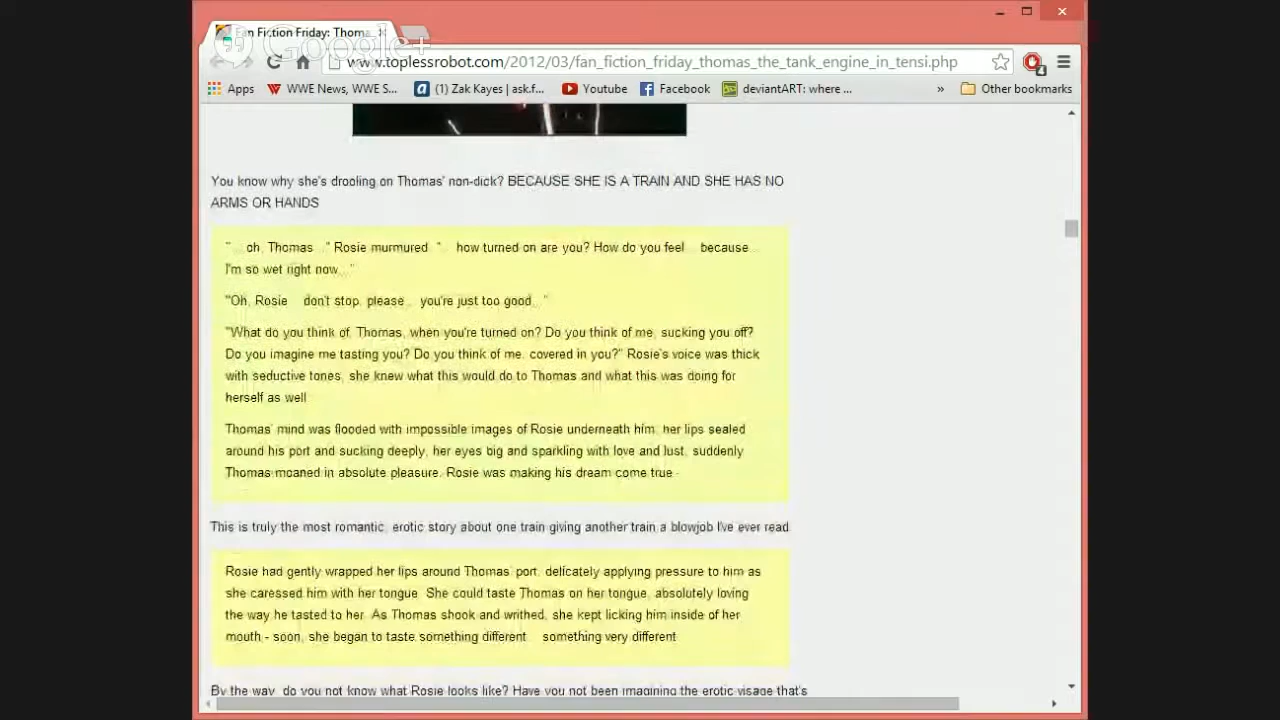 Fan Fiction Friday: Thoma
Google+
www.toplessrobot.com/2012/03/fan_fiction_friday_thomas_the_tank_engine_in_tensi.php
4
Apps WWE News, WWE S... (1) Zak Kayes | ask.f... Youtube Facebook deviantART: where ... » Other bookmarks
You know why she's drooling on Thomas' non-dick? BECAUSE SHE IS A TRAIN AND SHE HAS NO
ARMS OR HANDS
"... oh, Thomas..." Rosie murmured "... how turned on are you? How do you feel... because
I'm so wet right now..."
"Oh, Rosie... don't stop, please... you're just too good..."
"What do you think of, Thomas, when you're turned on? Do you think of me, sucking you off?
Do you imagine me tasting you? Do you think of me, covered in you?" Rosie's voice was thick
with seductive tones, she knew what this would do to Thomas and what this was doing for
herself as well.
Thomas' mind was flooded with impossible images of Rosie underneath him, her lips sealed
around his port and sucking deeply, her eyes big and sparkling with love and lust, suddenly
Thomas moaned in absolute pleasure. Rosie was making his dream come true -
This is truly the most romantic, erotic story about one train giving another train a blowjob I've ever read.
Rosie had gently wrapped her lips around Thomas' port, delicately applying pressure to him as
she caressed him with her tongue. She could taste Thomas on her tongue, absolutely loving
the way he tasted to her. As Thomas shook and writhed, she kept licking him inside of her
mouth - soon, she began to taste something different... something very different.
By the way, do you not know what Rosie looks like? Have you not been imagining the erotic visage that's